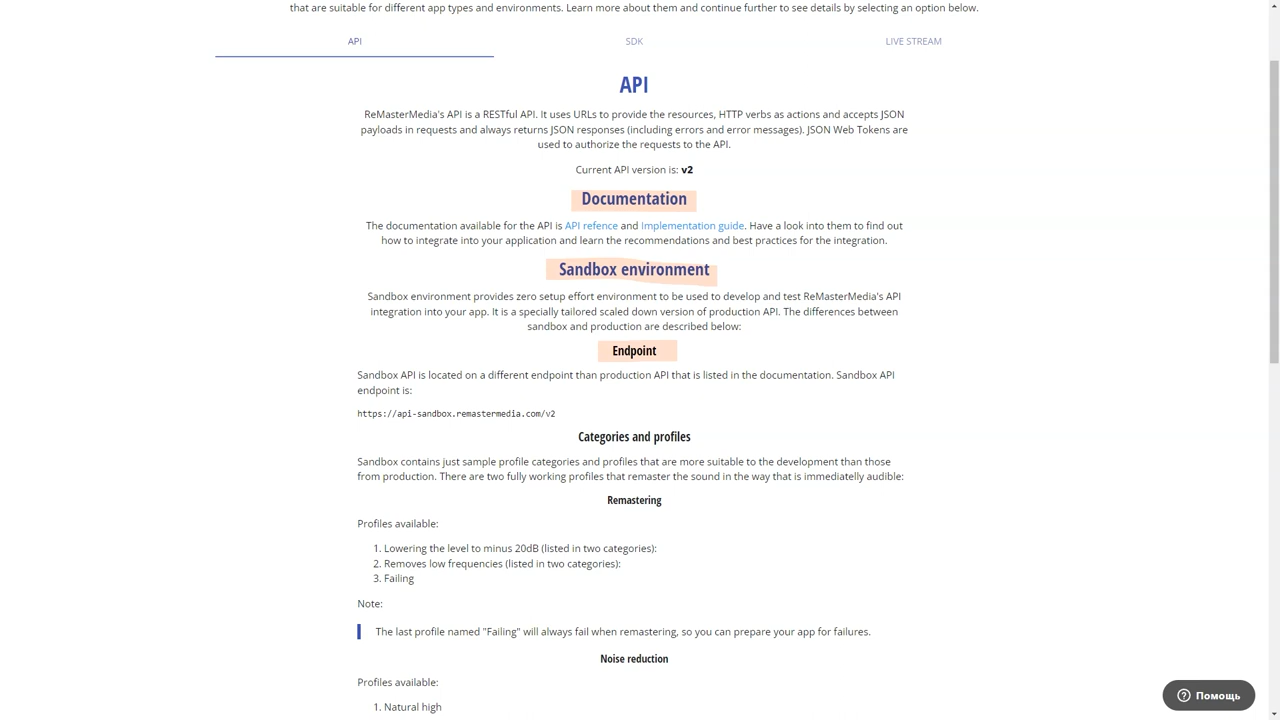 that are suitable for different app types and environments. Learn more about them and continue further to see details by selecting an option below.
API
SDK
LIVE STREAM
API
ReMasterMedia's API is a RESTful API. It uses URLs to provide the resources, HTTP verbs as actions and accepts JSON
payloads in requests and always returns JSON responses (including errors and error messages). JSON Web Tokens are
used to authorize the requests to the API.
Current API version is: v2
Documentation
The documentation available for the API is API refence and Implementation guide. Have a look into them to find out
how to integrate into your application and learn the recommendations and best practices for the integration.
Sandbox environment
Sandbox environment provides zero setup effort environment to be used to develop and test ReMasterMedia's API
integration into your app. It is a specially tailored scaled down version of production API. The differences between
sandbox and production are described below:
Endpoint
Sandbox API is located on a different endpoint than production API that is listed in the documentation. Sandbox API
endpoint is:
https://api-sandbox.remastermedia.com/v2
Categories and profiles
Sandbox contains just sample profile categories and profiles that are more suitable to the development than those
from production. There are two fully working profiles that remaster the sound in the way that is immediatelly audible:
Remastering
Profiles available:
1. Lowering the level to minus 20dB (listed in two categories):
2. Removes low frequencies (listed in two categories):
3. Failing
Note:
The last profile named "Failing" will always fail when remastering, so you can prepare your app for failures.
Noise reduction
Profiles available:
1. Natural high
Помощь